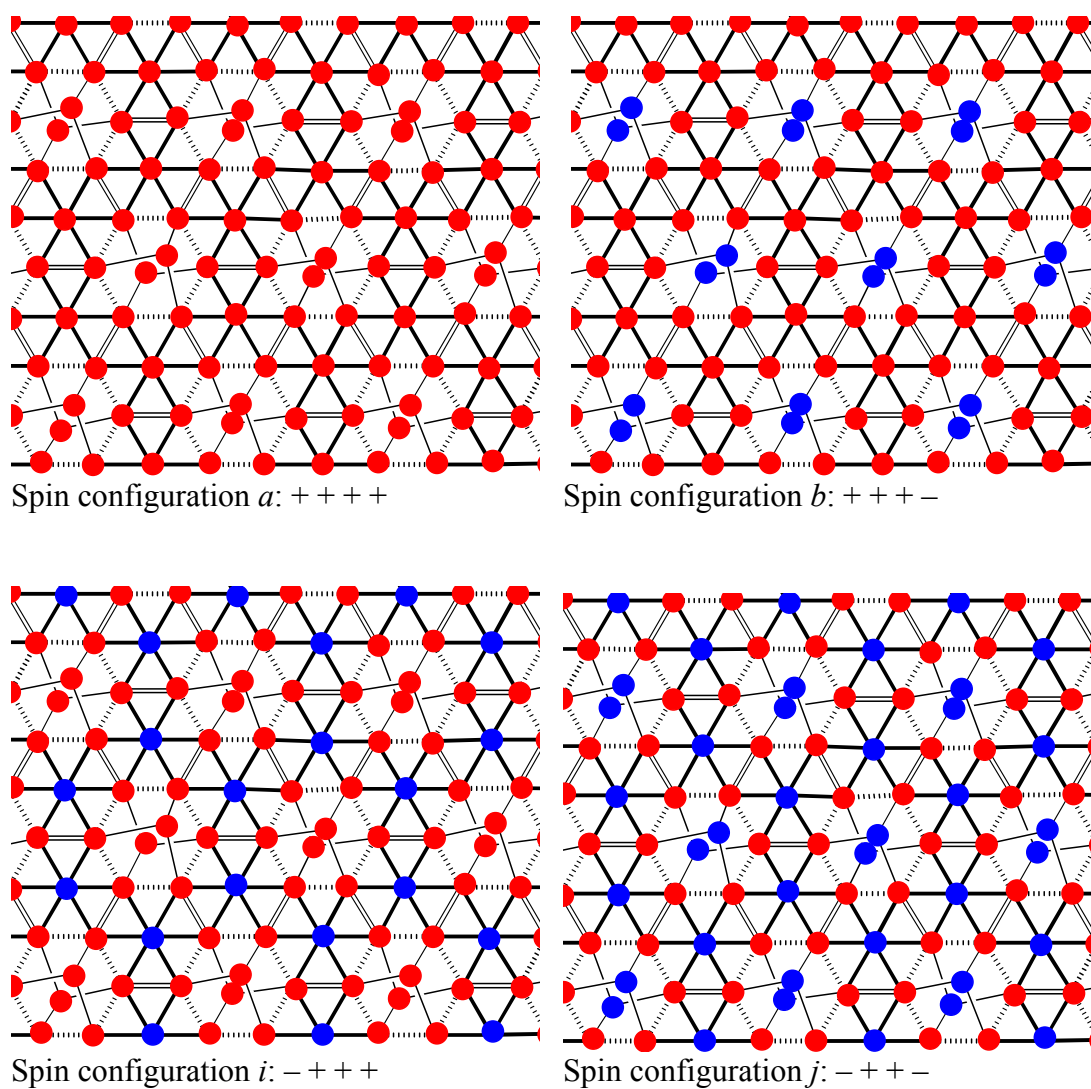 Spin configuration a: + + + +
Spin configuration b: + + + –
Spin configuration i: – + + +
Spin configuration j: – + + –